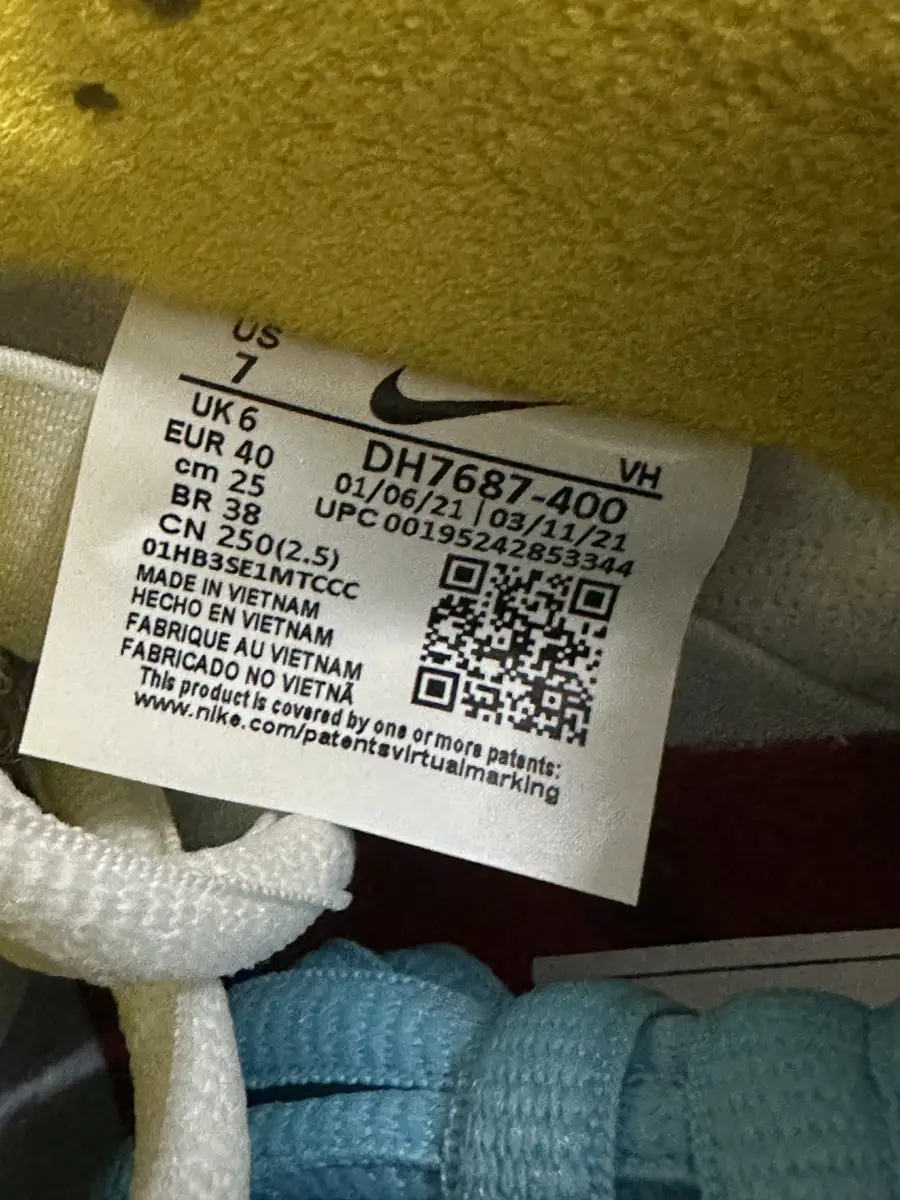 US
7
UK 6
EUR 40
cm 25
BR 38
CN 250(2.5)
01HB3SE1MTCCC
MADE IN VIETNAM
HECHO EN VIETNAM
FABRIQUE AU VIETNAM
FABRICADO NO VIETNÃ
VH
DH7687-400
01/06/21 | 03/11/21
UPC 00195242853344
This product is covered by one or more patents:
www.nike.com/patentsvirtualmarking